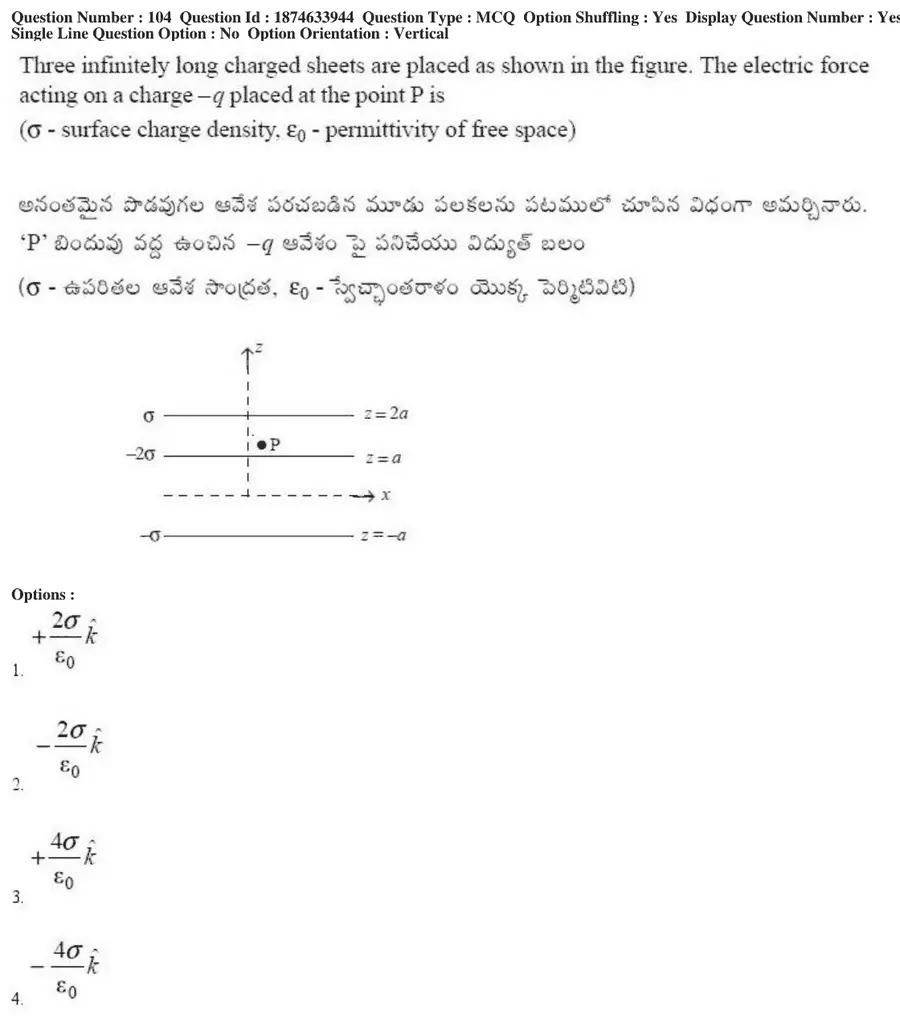 Question Number : 104 Question Id : 1874633944 Question Type : MCQ Option Shuffling : Yes Display Question Number : Yes
Single Line Question Option : No Option Orientation : Vertical
Three infinitely long charged sheets are placed as shown in the figure. The electric force
acting on a charge –q placed at the point P is
(σ - surface charge density, ε₀ - permittivity of free space)
అనంతమైన పొడవుగల ఆవేశ పరచబడిన మూడు పలకలను పటములో చూపిన విధంగా అమర్చినారు.
‘P’ బిందువు వద్ద ఉంచిన –q ఆవేశం పై పనిచేయు విద్యుత్ బలం
(σ - ఉపరితల ఆవేశ సాంద్రత, ε₀ - స్వేచ్ఛాంతరాళం యొక్క పెర్మిటివిటి)
z
σ z = 2a
P
–2σ z = a
x
–σ z = –a
Options :
1. +2σ/ε₀ k̂
2. −2σ/ε₀ k̂
3. +4σ/ε₀ k̂
4. −4σ/ε₀ k̂